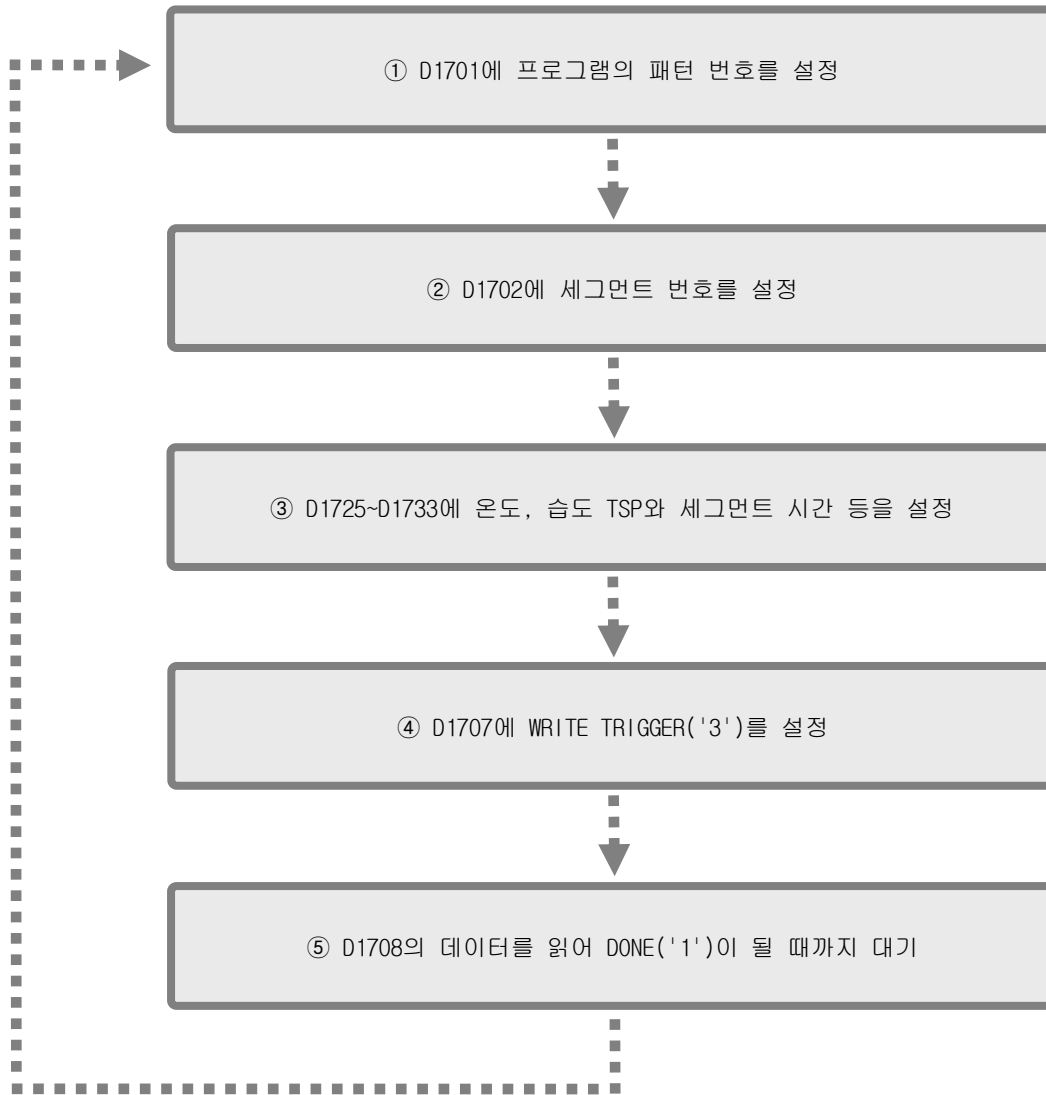 ① D1701에 프로그램의 패턴 번호를 설정
② D1702에 세그먼트 번호를 설정
③ D1725~D1733에 온도, 습도 TSP와 세그먼트 시간 등을 설정
④ D1707에 WRITE TRIGGER('3')를 설정
⑤ D1708의 데이터를 읽어 DONE('1')이 될 때까지 대기